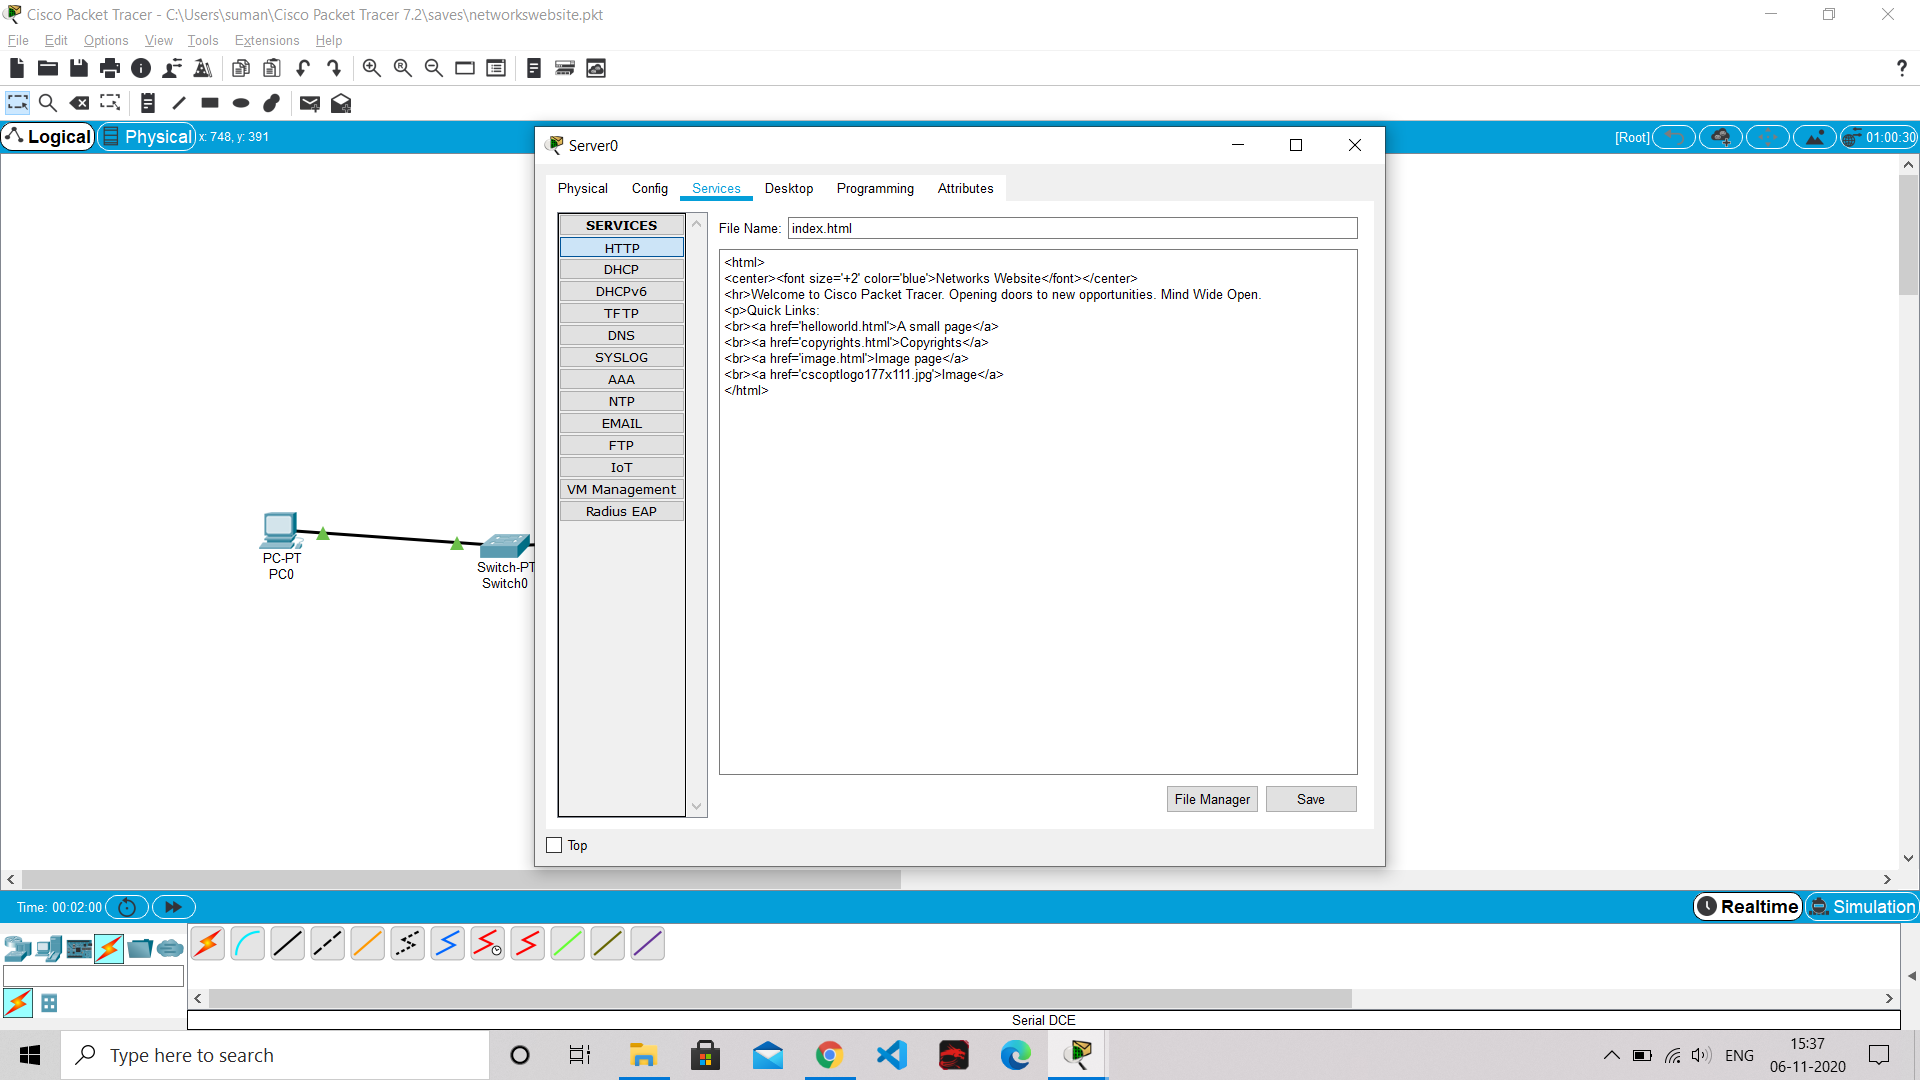 Cisco Packet Tracer - C:\Users\suman\Cisco Packet Tracer 7.2\saves\networkswebsite.pkt
File Edit Options View Tools Extensions Help
?
Logical Physical x: 748, y: 391
[Root] 01:00:30
Server0
Physical Config Services Desktop Programming Attributes
SERVICES
HTTP
DHCP
DHCPv6
TFTP
DNS
SYSLOG
AAA
NTP
EMAIL
FTP
IoT
VM Management
Radius EAP
File Name: index.html
<html>
<center><font size='+2' color='blue'>Networks Website</font></center>
<hr>Welcome to Cisco Packet Tracer. Opening doors to new opportunities. Mind Wide Open.
<p>Quick Links:
<br><a href='helloworld.html'>A small page</a>
<br><a href='copyrights.html'>Copyrights</a>
<br><a href='image.html'>Image page</a>
<br><a href='cscoptlogo177x111.jpg'>Image</a>
</html>
File Manager Save
Top
PC-PT
PC0
Switch-PT
Switch0
Time: 00:02:00
Realtime Simulation
Serial DCE
Type here to search
ENG
15:37
06-11-2020